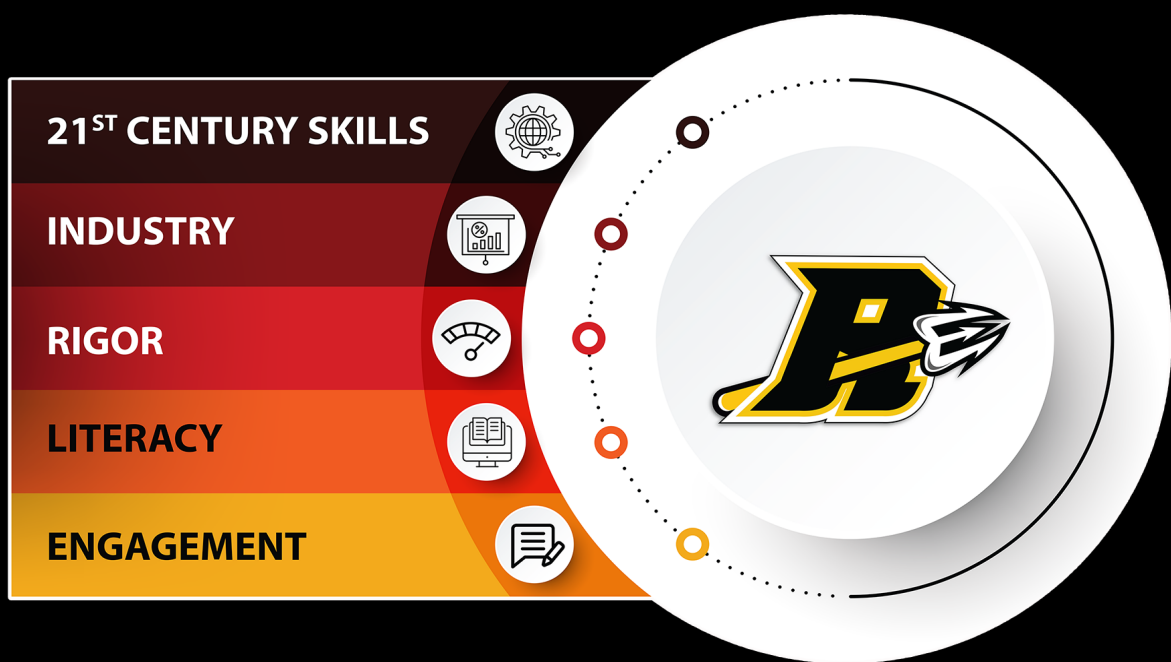 21ST CENTURY SKILLS
INDUSTRY
RIGOR
LITERACY
ENGAGEMENT
R